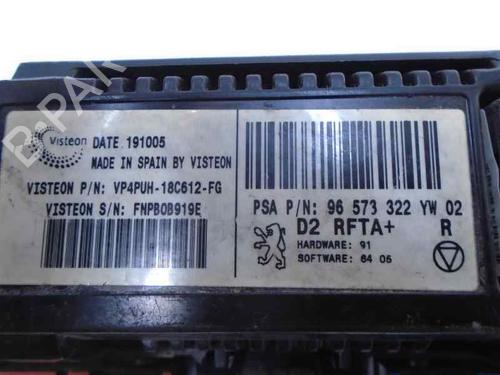 Visteon
DATE 191005
MADE IN SPAIN BY VISTEON
VISTEON P/N: VP4PUH-18C612-FG
VISTEON S/N: FNPB0B919E
PSA P/N: 96 573 322 YW 02
D2 RFTA+ R
HARDWARE: 91
SOFTWARE: 64 05
B-PARTS